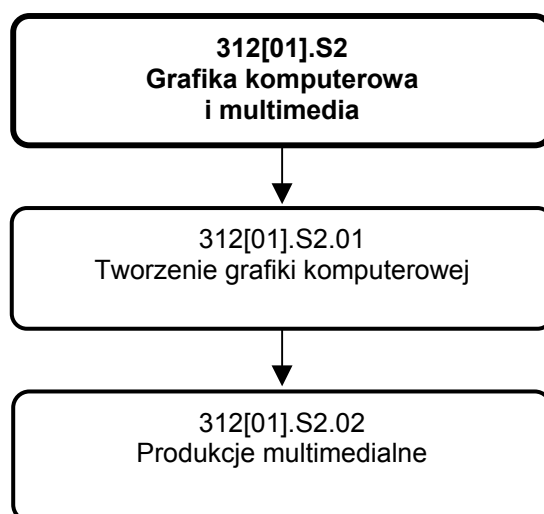 312[01].S2
Grafika komputerowa
i multimedia
312[01].S2.01
Tworzenie grafiki komputerowej
312[01].S2.02
Produkcje multimedialne